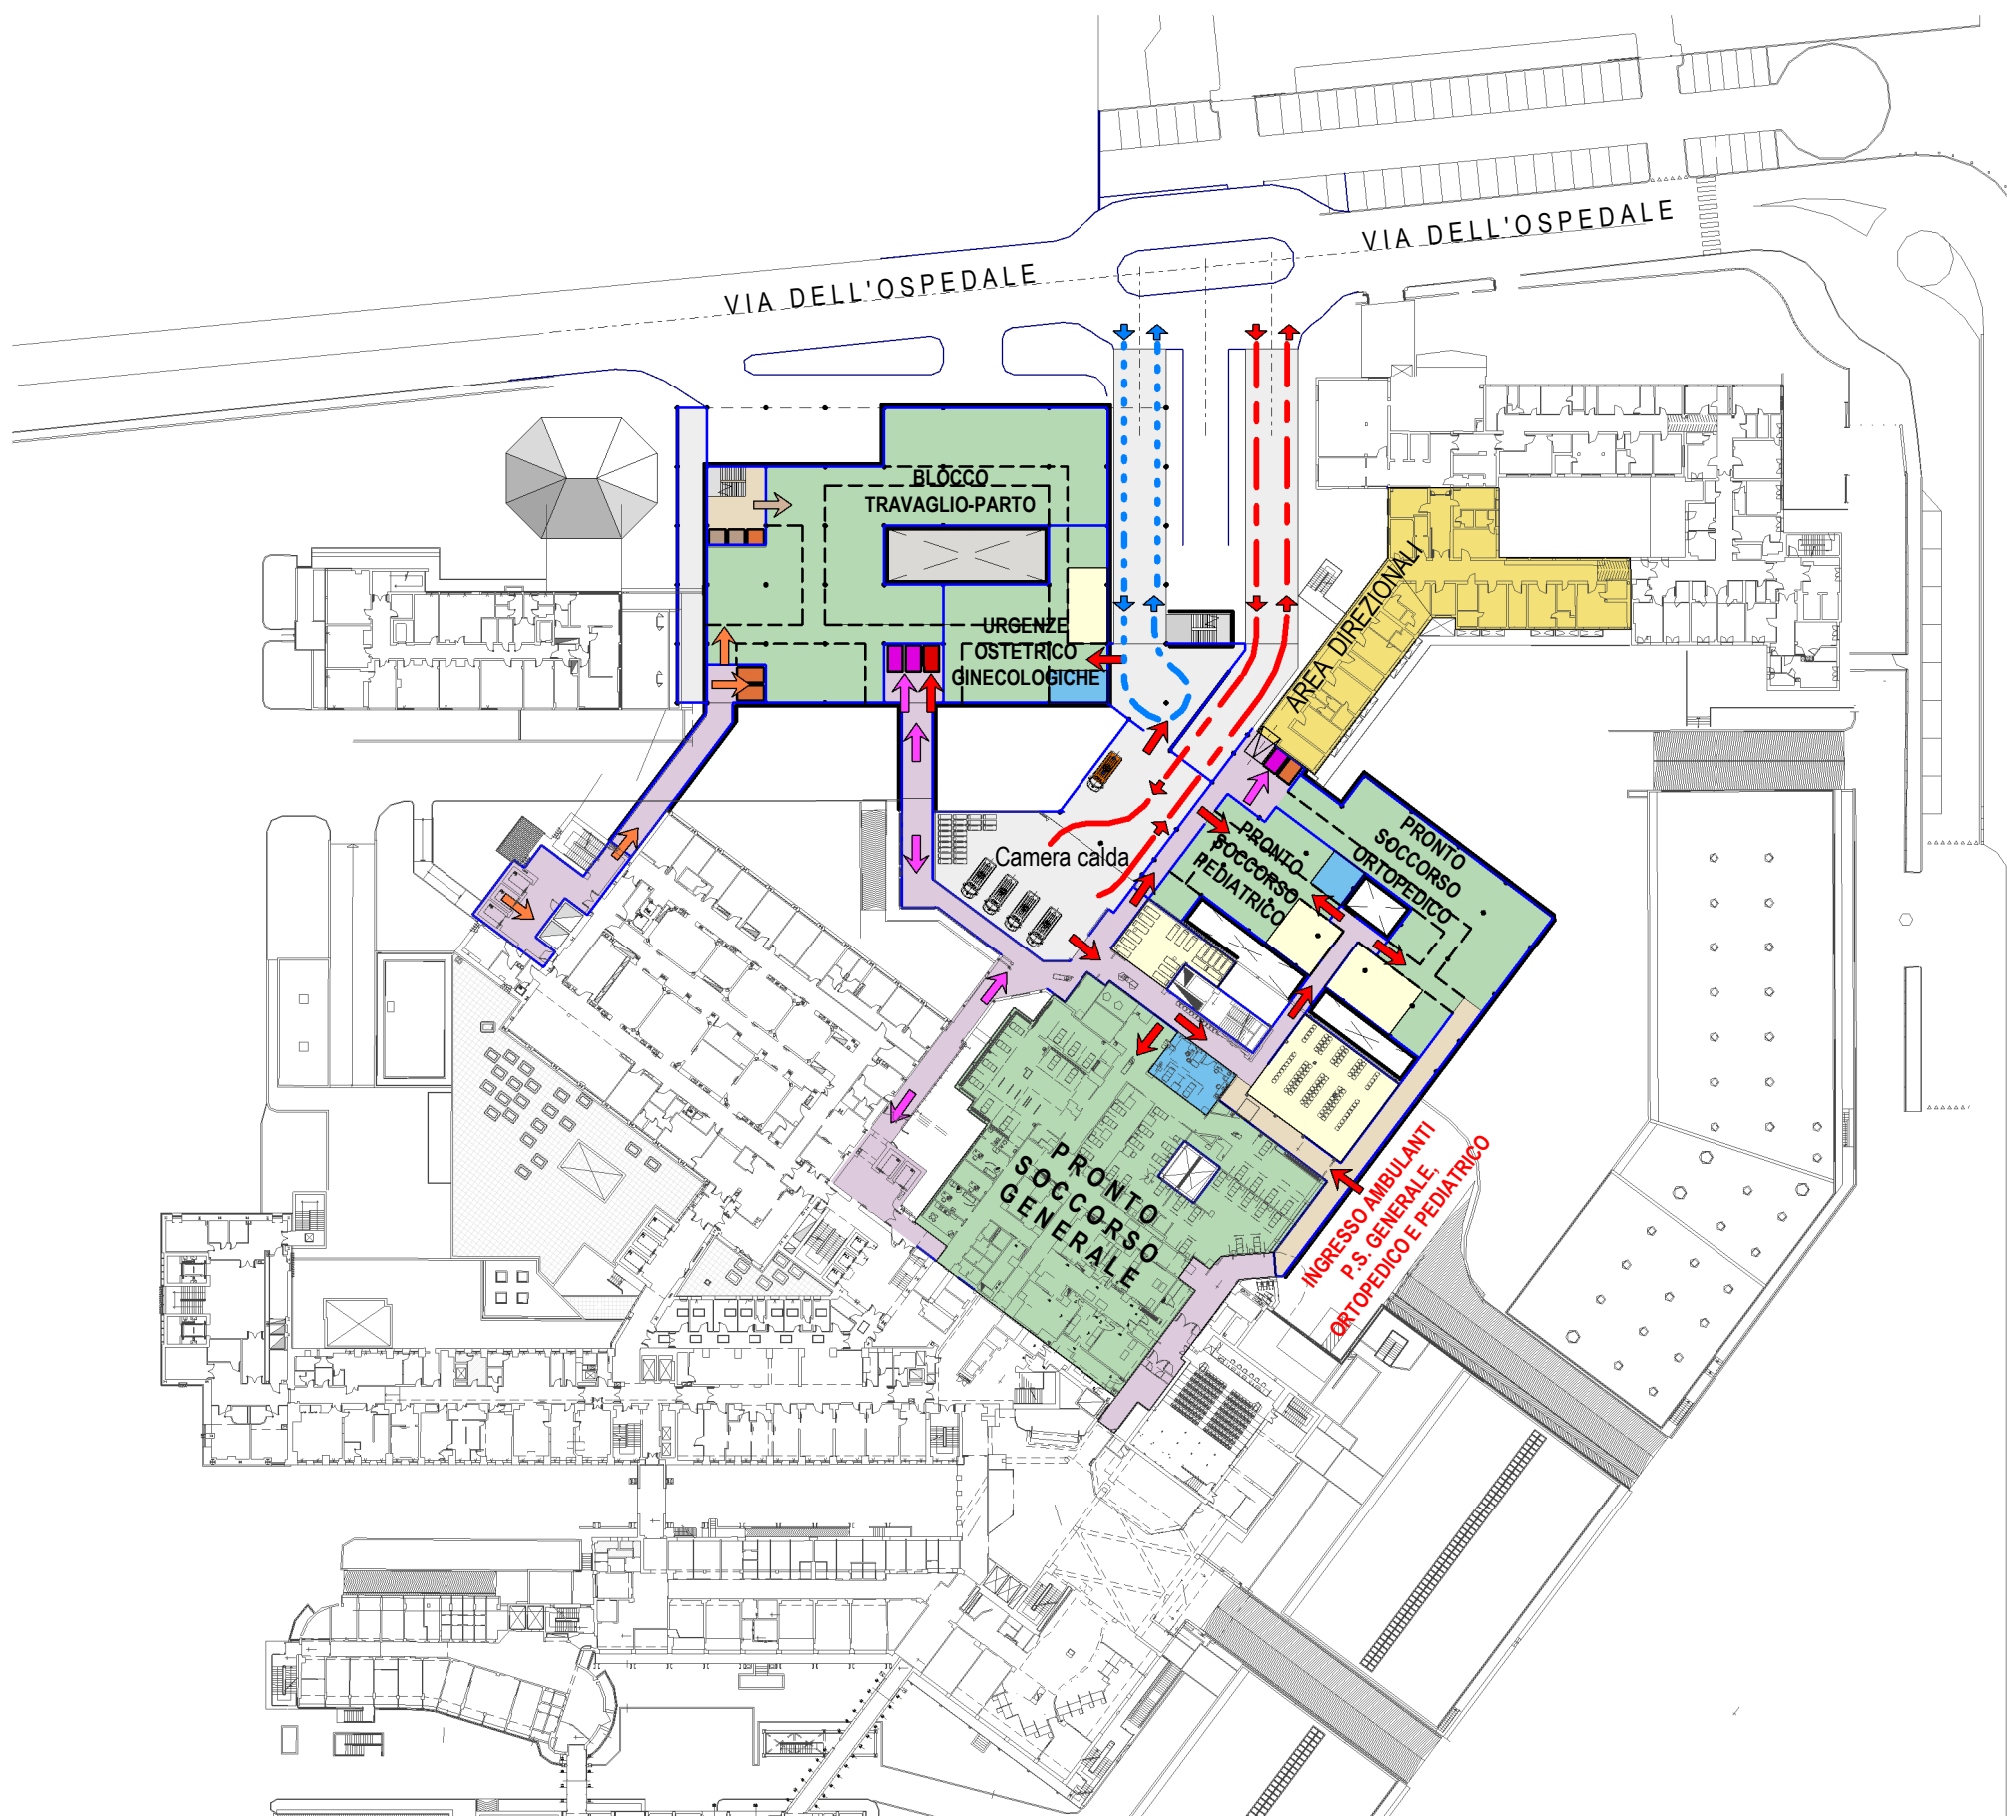 VIA DELL'OSPEDALE
VIA DELL'OSPEDALE
BLOCCO
TRAVAGLIO-PARTO
URGENZE
OSTETRICO
GINECOLOGICHE
AREA DIREZIONALI
Camera calda
PRONTO
SOCCORSO
PEDIATRICO
PRONTO
SOCCORSO
ORTOPEDICO
PRONTO
SOCCORSO
GENERALE
INGRESSO AMBULANTI
P.S. GENERALE,
ORTOPEDICO E PEDIATRICO